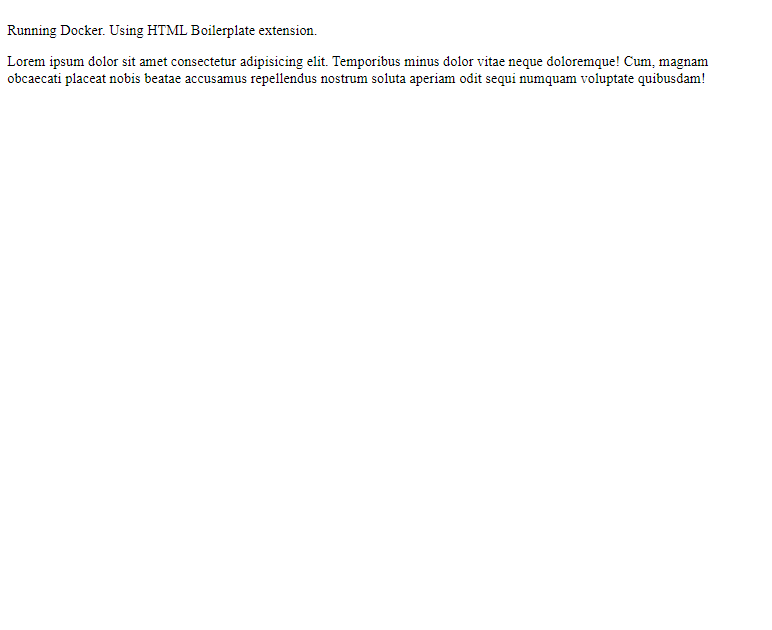 Running Docker. Using HTML Boilerplate extension.
Lorem ipsum dolor sit amet consectetur adipisicing elit. Temporibus minus dolor vitae neque doloremque! Cum, magnam
obcaecati placeat nobis beatae accusamus repellendus nostrum soluta aperiam odit sequi numquam voluptate quibusdam!